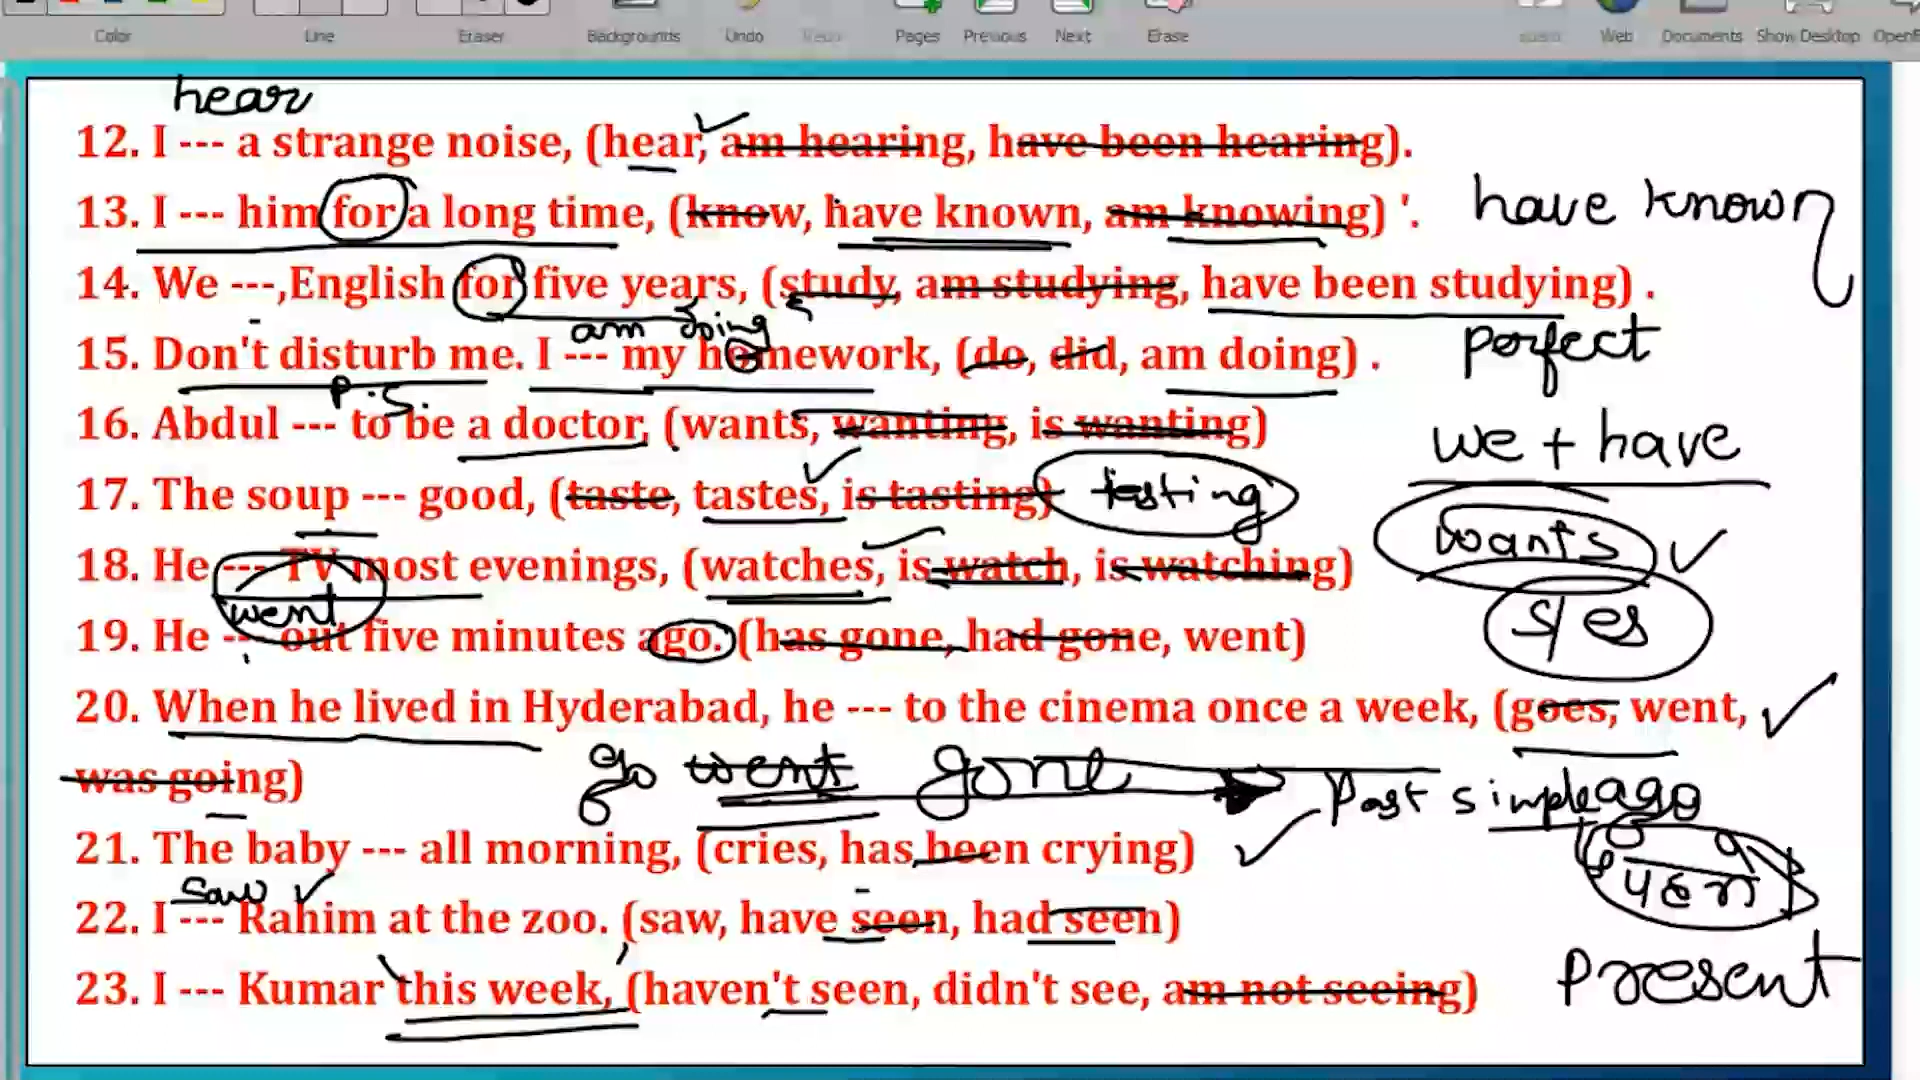 Color Line Eraser Backgrounds Undo Redo Pages Previous Next Erase Web Documents Show Desktop
hear
12. I --- a strange noise, (hear, am hearing, have been hearing).
13. I --- him for a long time, (know, have known, am knowing) '.
have known
14. We ---,English for five years, (study, am studying, have been studying) .
am doing
perfect
15. Don't disturb me. I --- my homework, (do, did, am doing) .
P.S.
16. Abdul --- to be a doctor, (wants, wanting, is wanting)
we + have
17. The soup --- good, (taste, tastes, is tasting)
tasting
wants
18. He --- TV most evenings, (watches, is watch, is watching)
went
s/es
19. He --- out five minutes ago. (has gone, had gone, went)
20. When he lived in Hyderabad, he --- to the cinema once a week, (goes, went,
was going)
go went gone
Past simple ago
21. The baby --- all morning, (cries, has been crying)
saw
22. I --- Rahim at the zoo. (saw, have seen, had seen)
23. I --- Kumar this week, (haven't seen, didn't see, am not seeing)
present